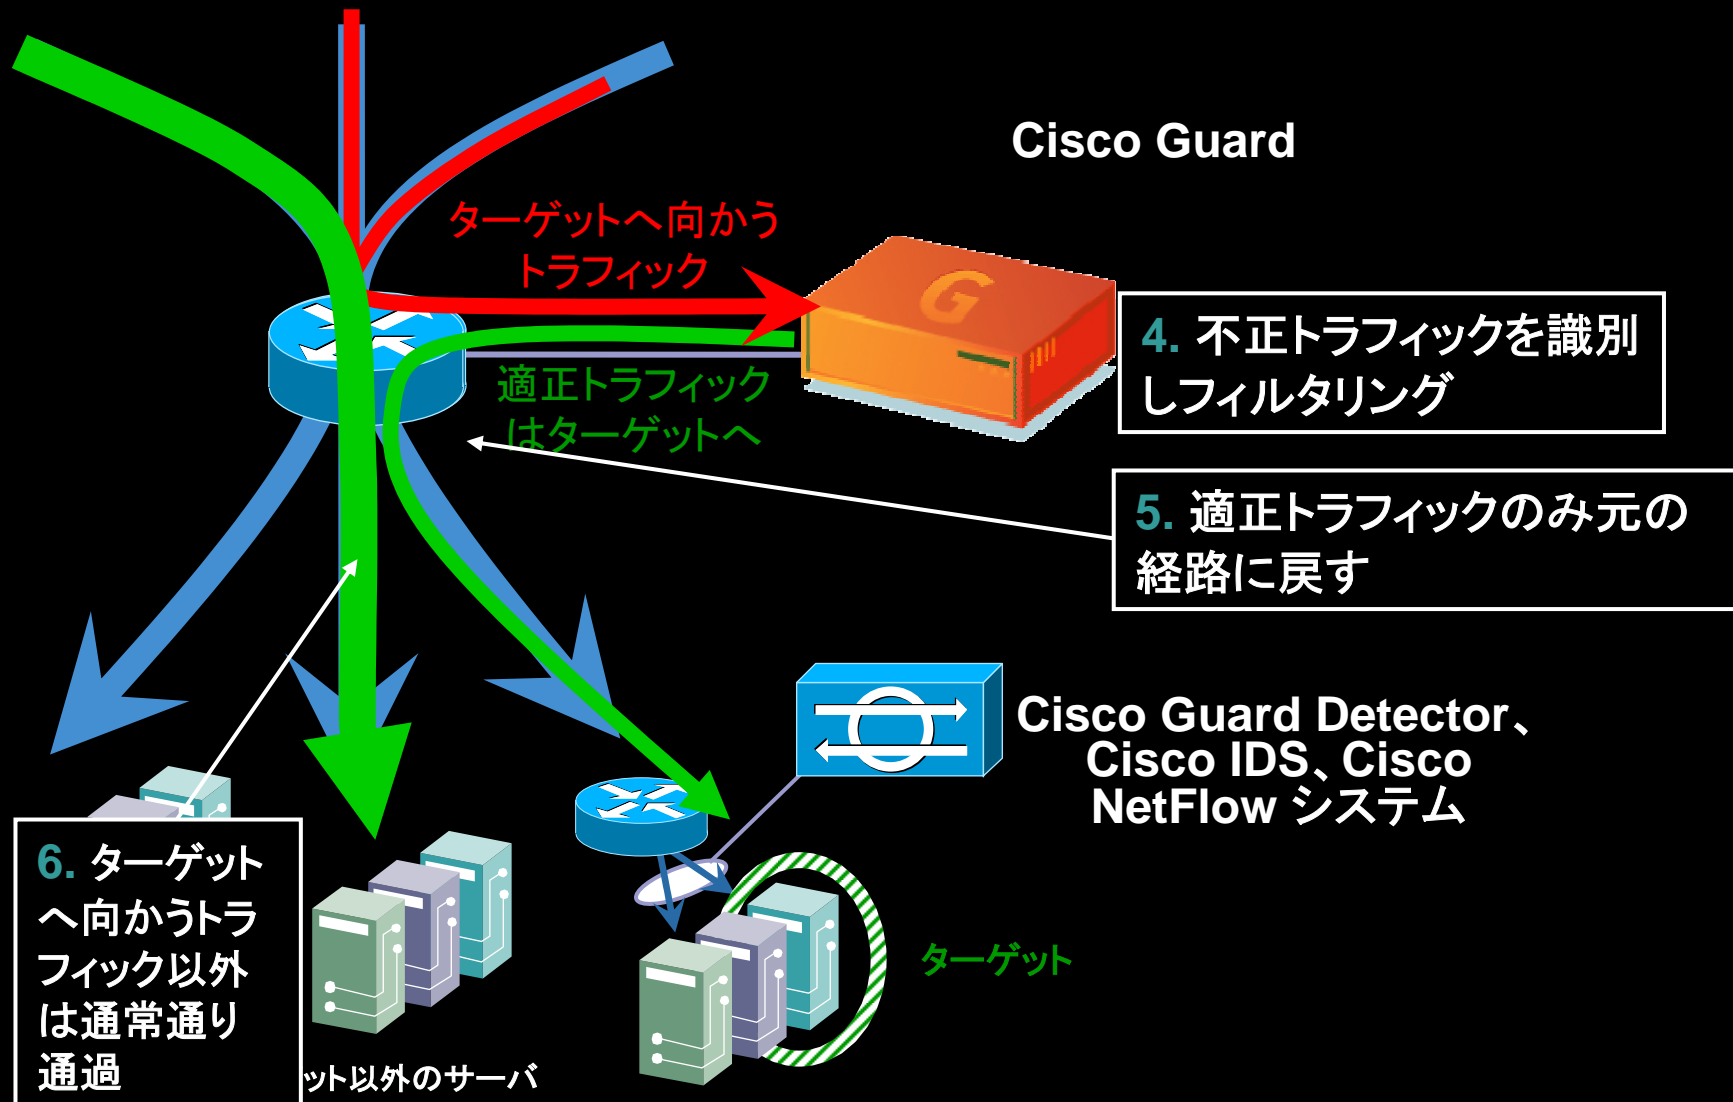 Cisco Guard
ターゲットへ向かう
トラフィック
G
4. 不正トラフィックを識別
しフィルタリング
適正トラフィック
はターゲットへ
5. 適正トラフィックのみ元の
経路に戻す
Cisco Guard Detector、
Cisco IDS、Cisco
NetFlow システム
6. ターゲット
へ向かうトラ
フィック以外
は通常通り
通過
ターゲット
ット以外のサーバ